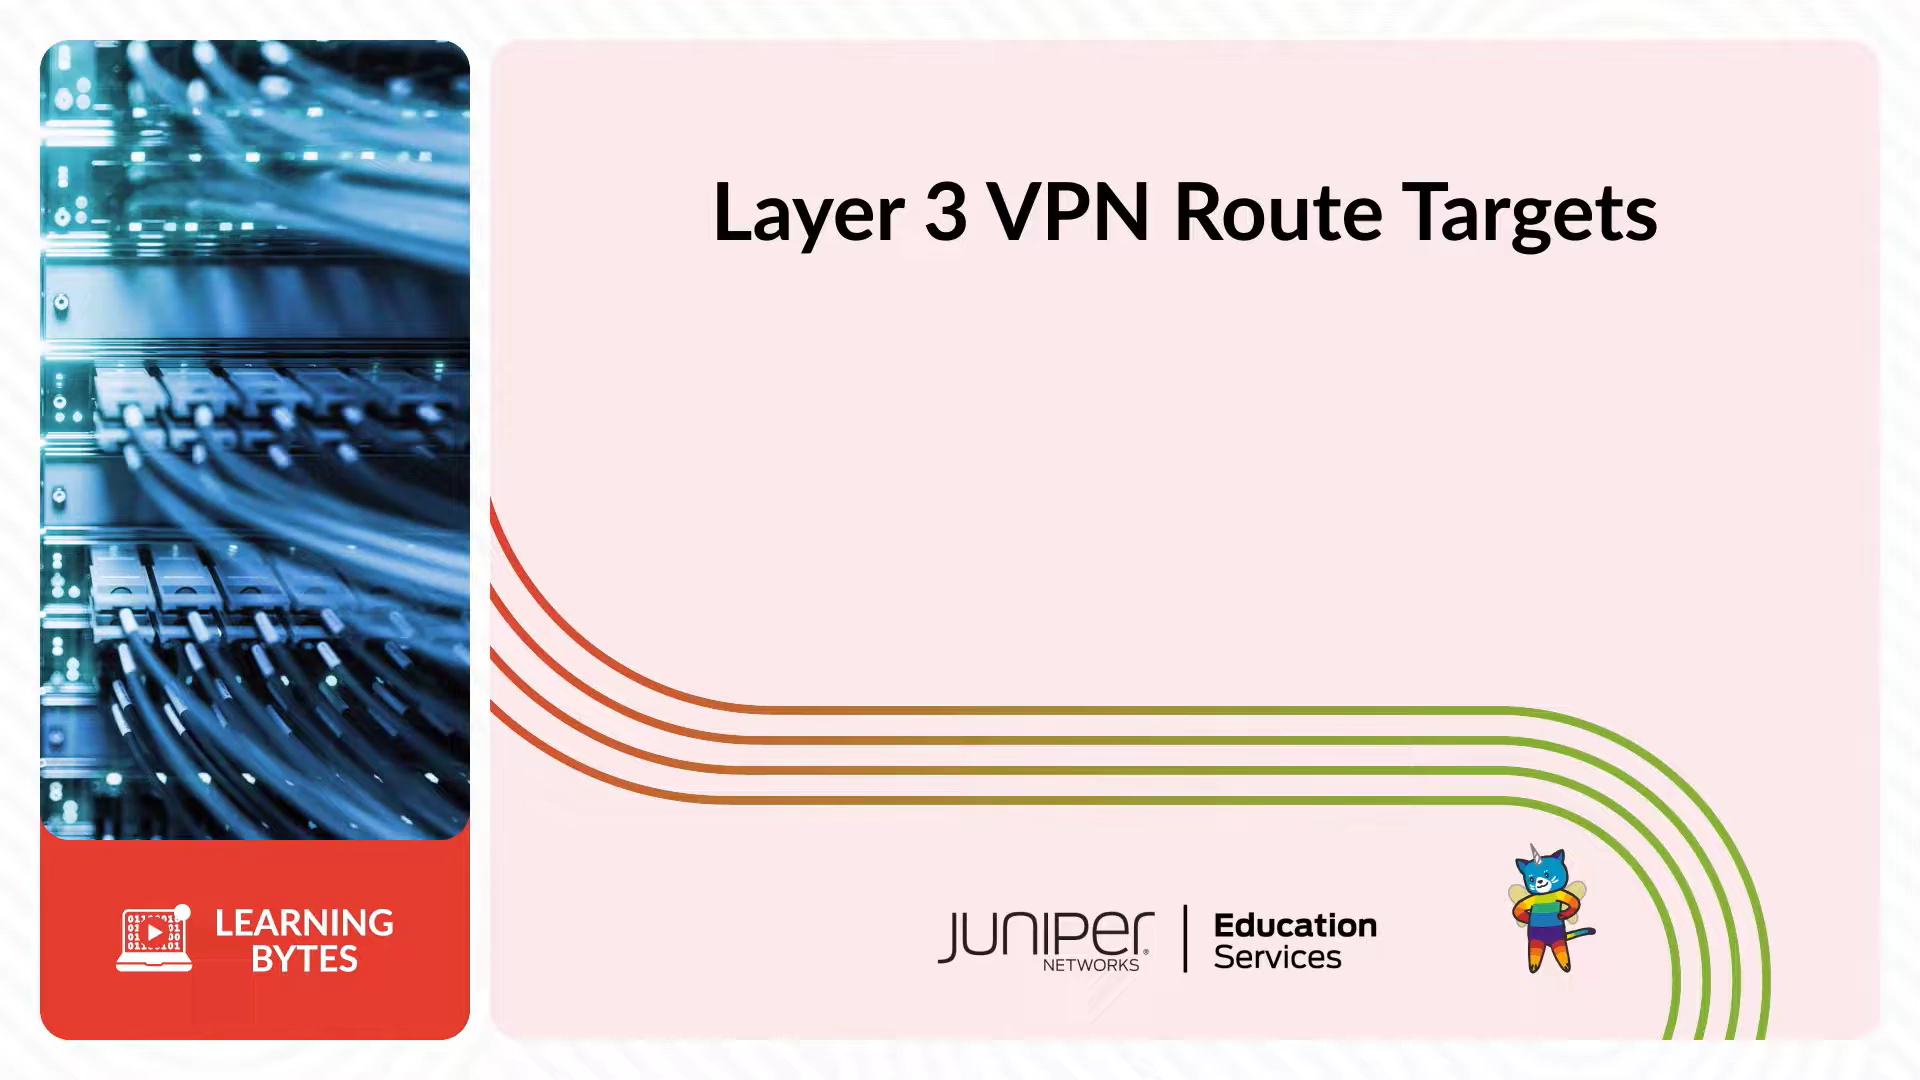 Layer 3 VPN Route Targets
LEARNING
BYTES
JUNIPER
NETWORKS
Education
Services